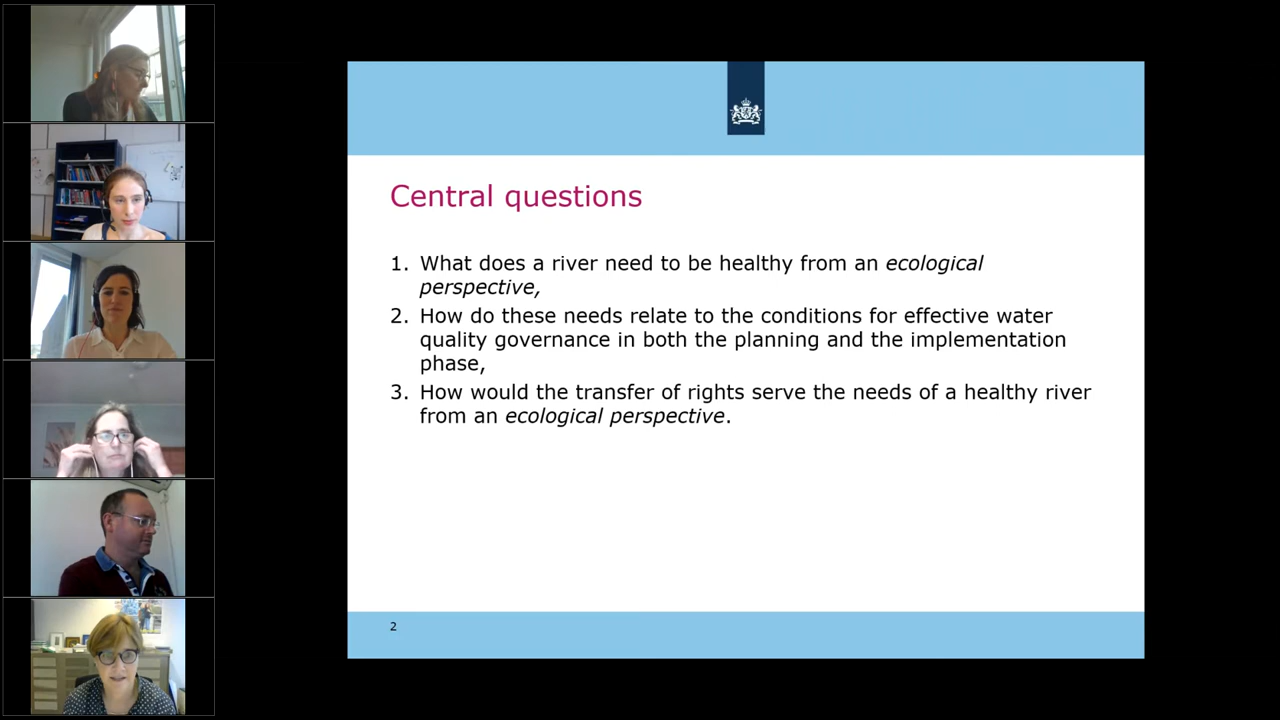 Central questions
1. What does a river need to be healthy from an ecological
perspective,
2. How do these needs relate to the conditions for effective water
quality governance in both the planning and the implementation
phase,
3. How would the transfer of rights serve the needs of a healthy river
from an ecological perspective.
2